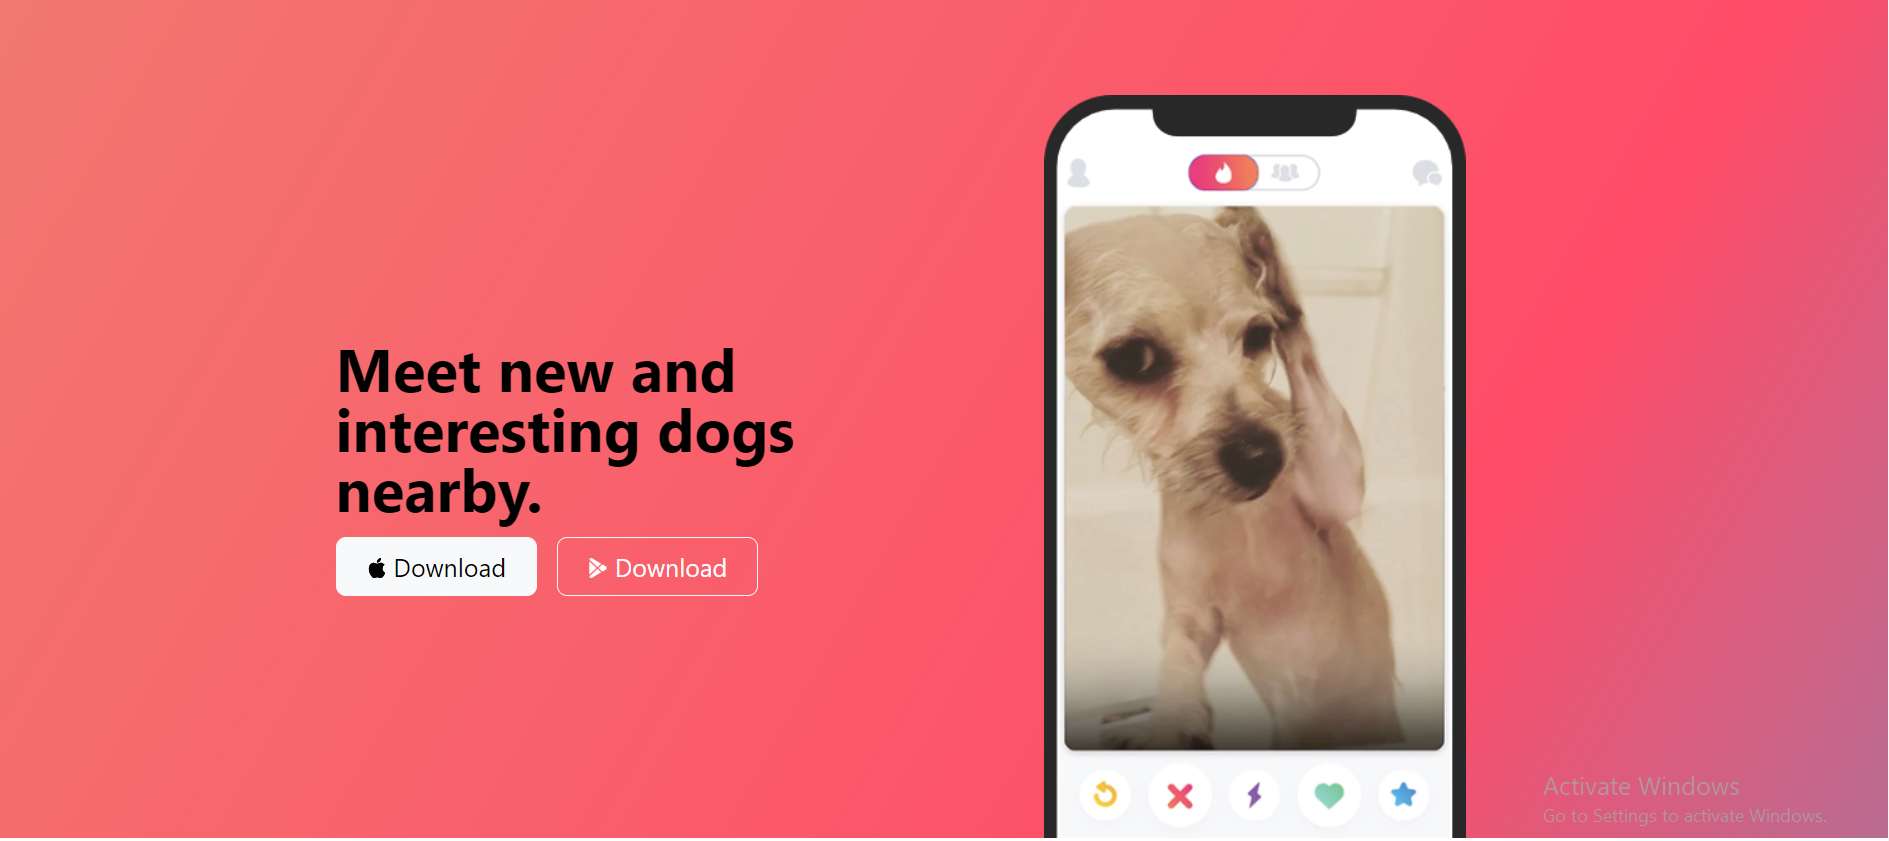 Meet new and
interesting dogs
nearby.
Download
Download
Activate Windows
Go to Settings to activate Windows.